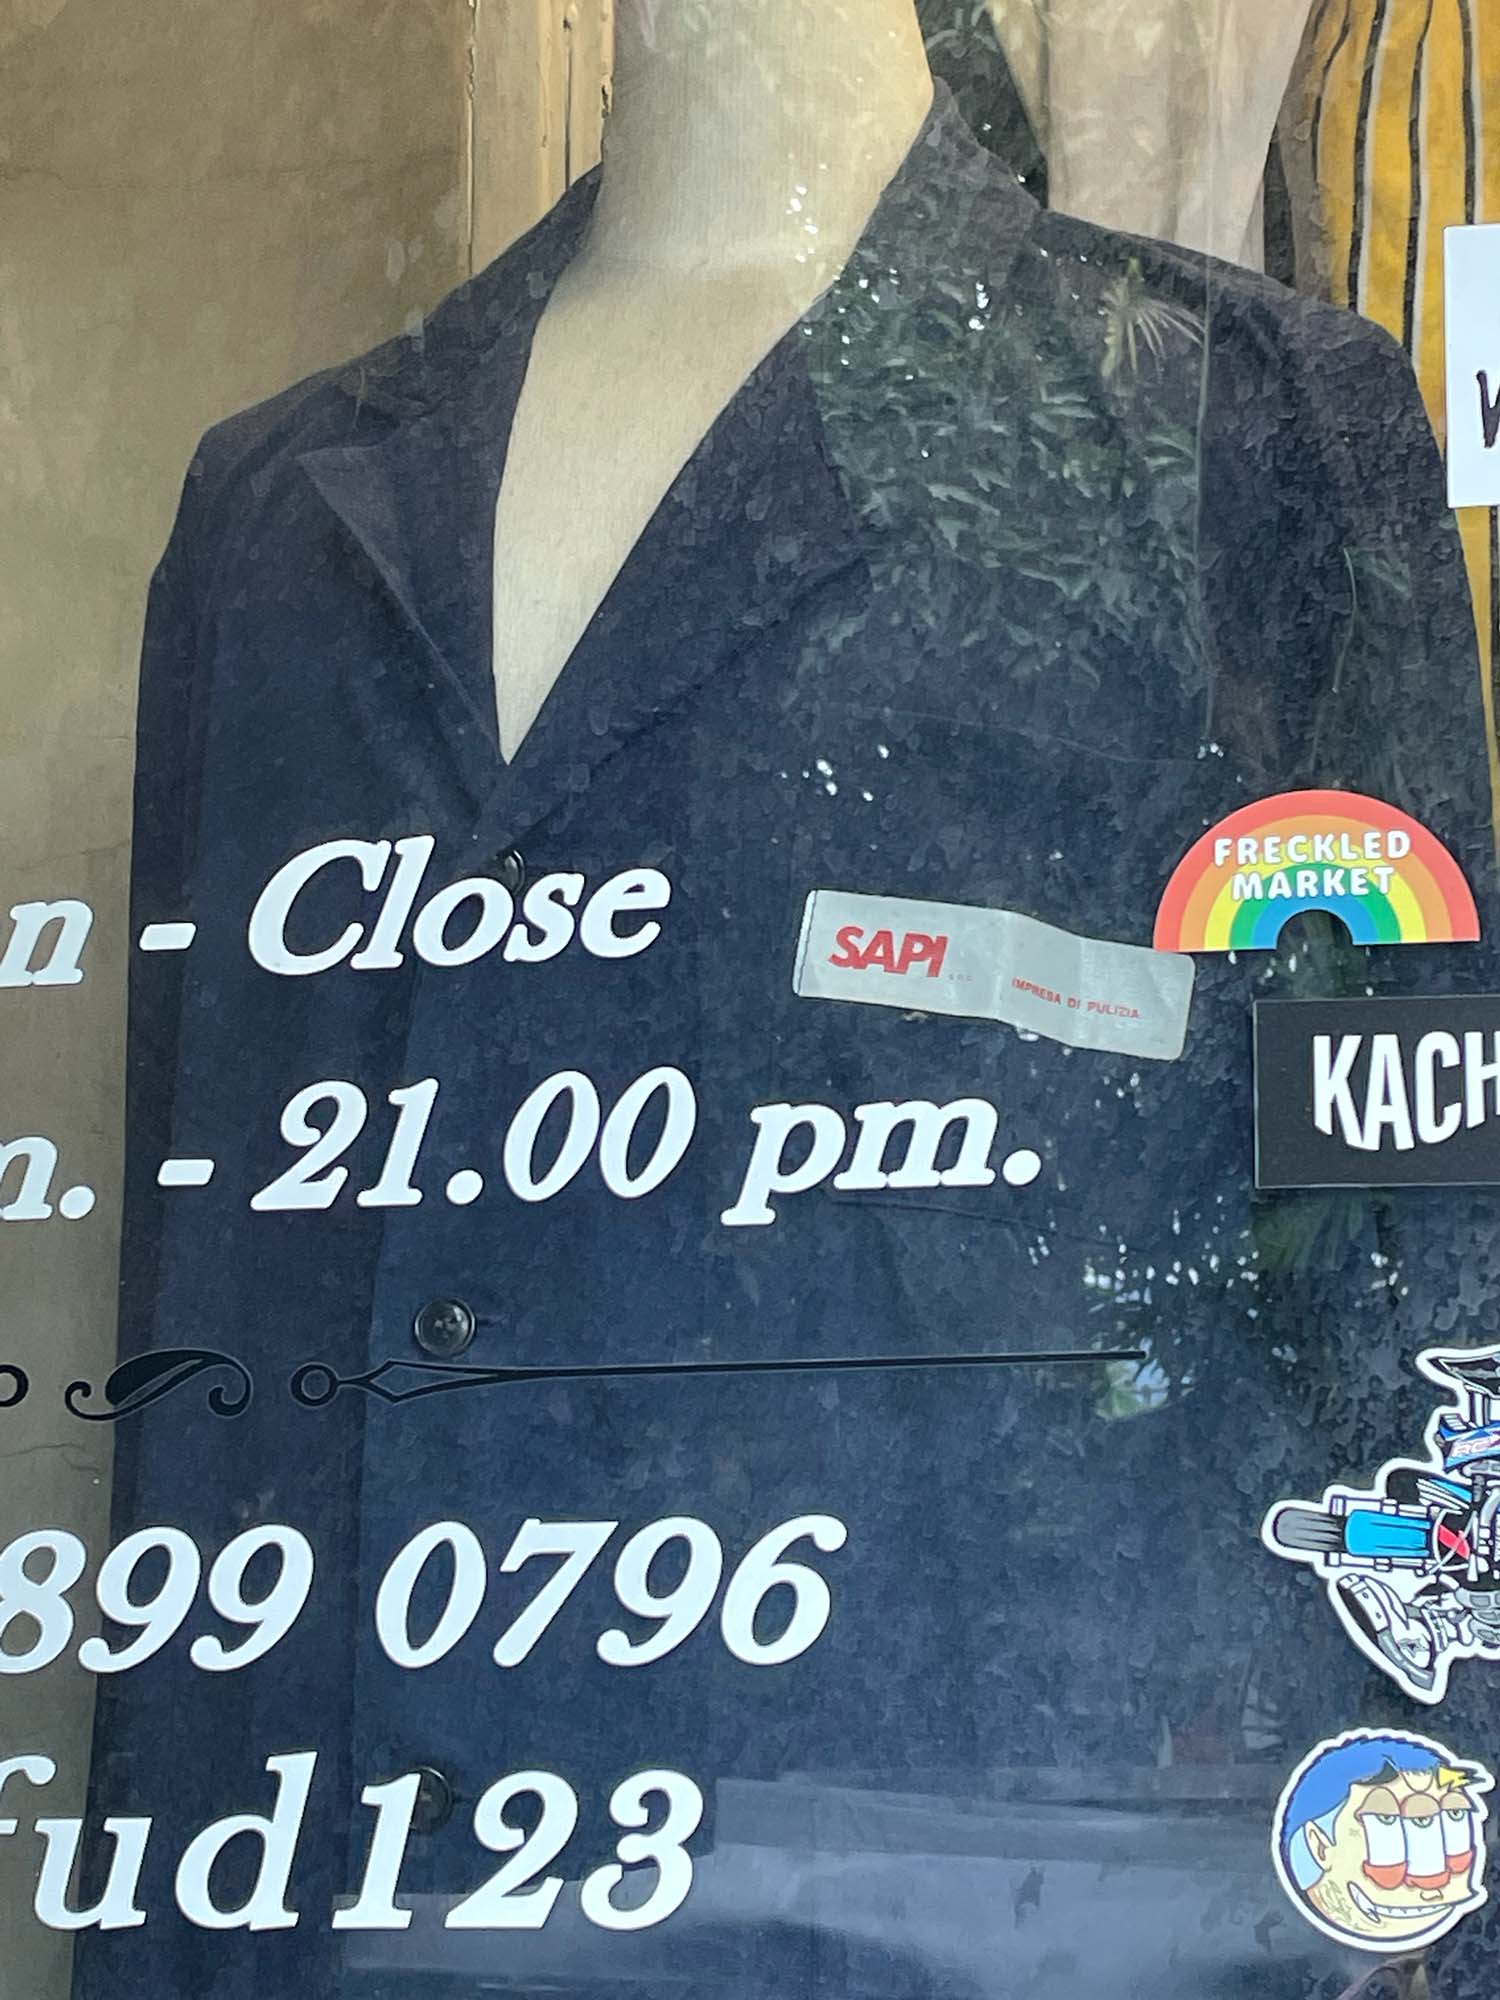 n - Close
FRECKLED
MARKET
SAPI
IMPRESA DI PULIZIA
KACH
n. - 21.00 pm.
899 0796
fud123